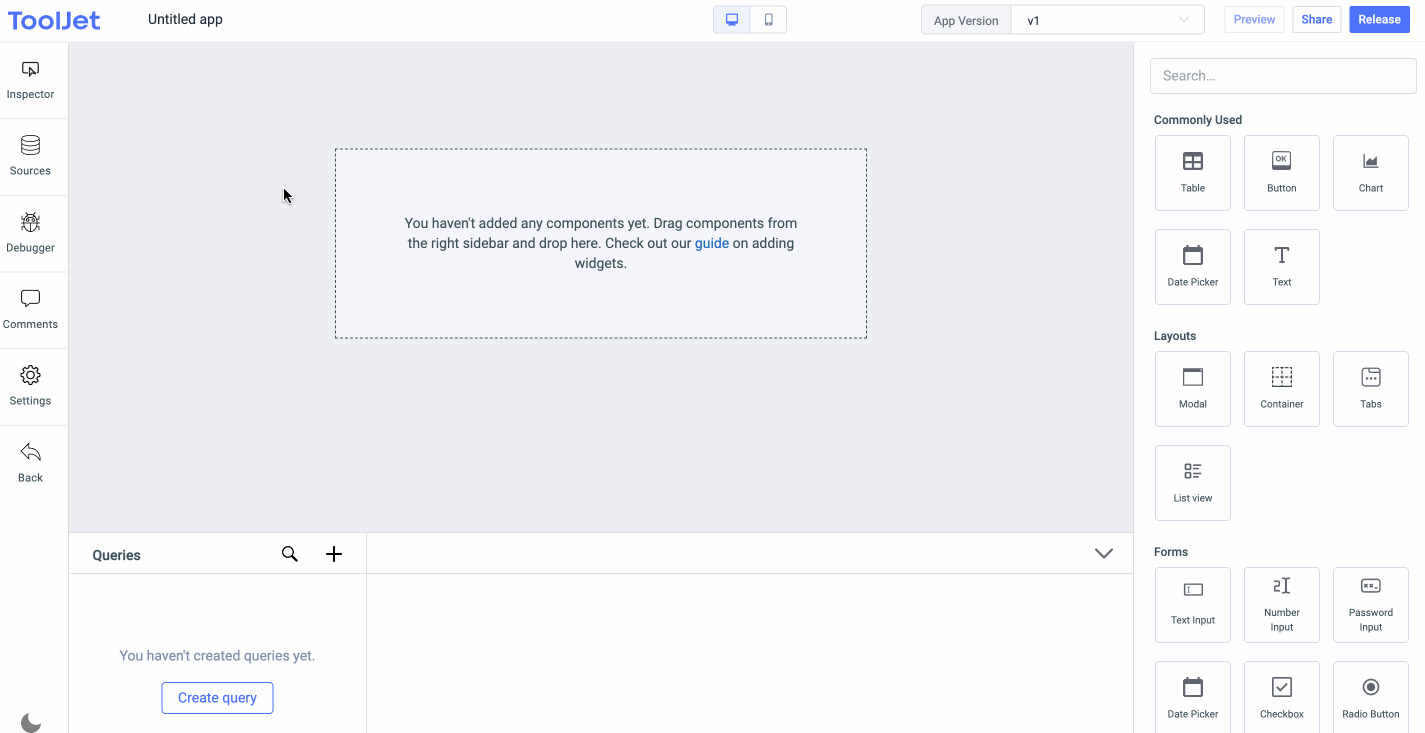 ToolJet
Untitled app
App Version
v1
Preview
Share
Release
Inspector
Sources
Debugger
Comments
Settings
Back
You haven't added any components yet. Drag components from
the right sidebar and drop here. Check out our guide on adding
widgets.
Queries
You haven't created queries yet.
Create query
Search...
Commonly Used
Table
OK
Button
Chart
Date Picker
T
Text
Layouts
Modal
Container
Tabs
List view
Forms
Text Input
2
Number
Input
Password
Input
Date Picker
Checkbox
Radio Button